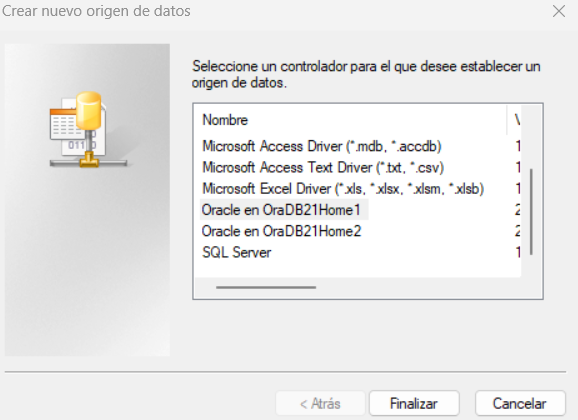 Crear nuevo origen de datos
Seleccione un controlador para el que desee establecer un
origen de datos.
Nombre V
Microsoft Access Driver (*.mdb, *.accdb) 1
Microsoft Access Text Driver (*.txt, *.csv) 1
Microsoft Excel Driver (*.xls, *.xlsx, *.xlsm, *.xlsb) 1
Oracle en OraDB21Home1 2
Oracle en OraDB21Home2 2
SQL Server 1
< Atrás Finalizar Cancelar